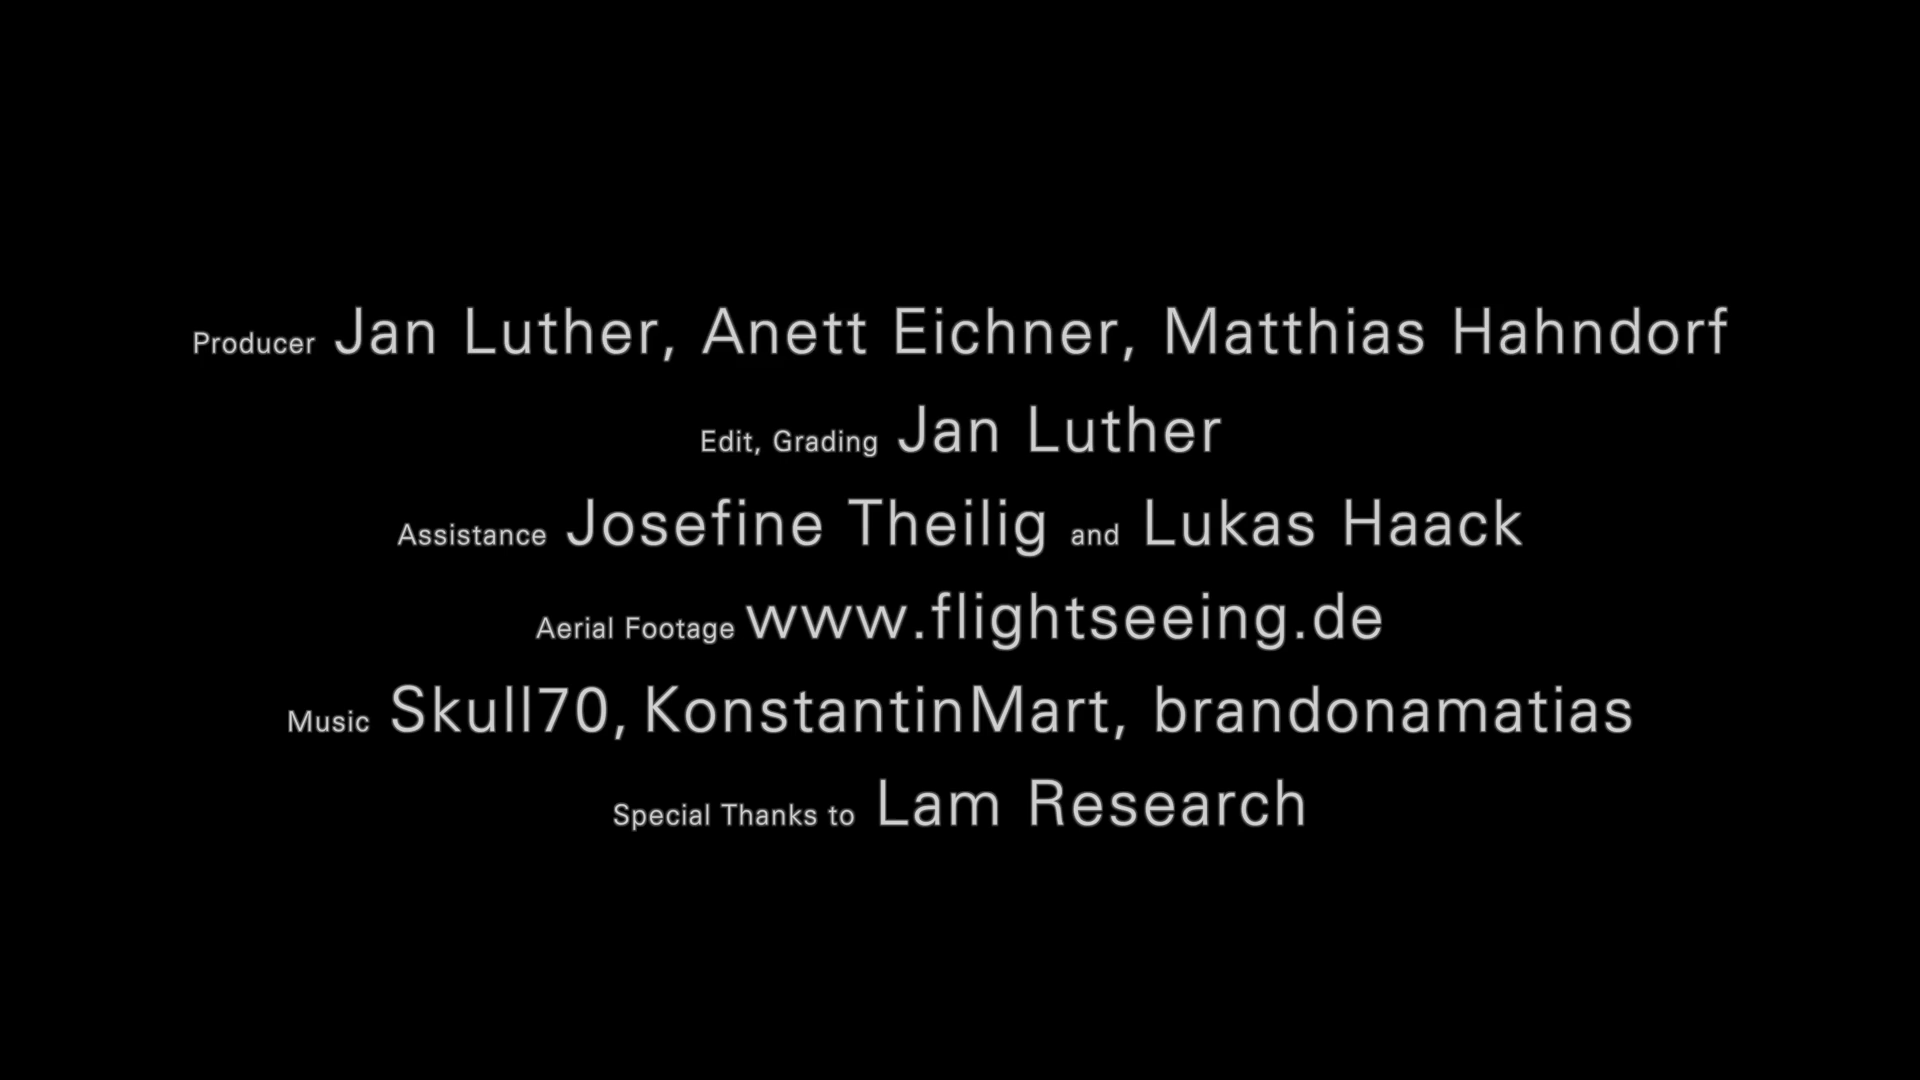 Producer Jan Luther, Anett Eichner, Matthias Hahndorf
Edit, Grading Jan Luther
Assistance Josefine Theilig and Lukas Haack
Aerial Footage www.flightseeing.de
Music Skull70, KonstantinMart, brandonamatias
Special Thanks to Lam Research